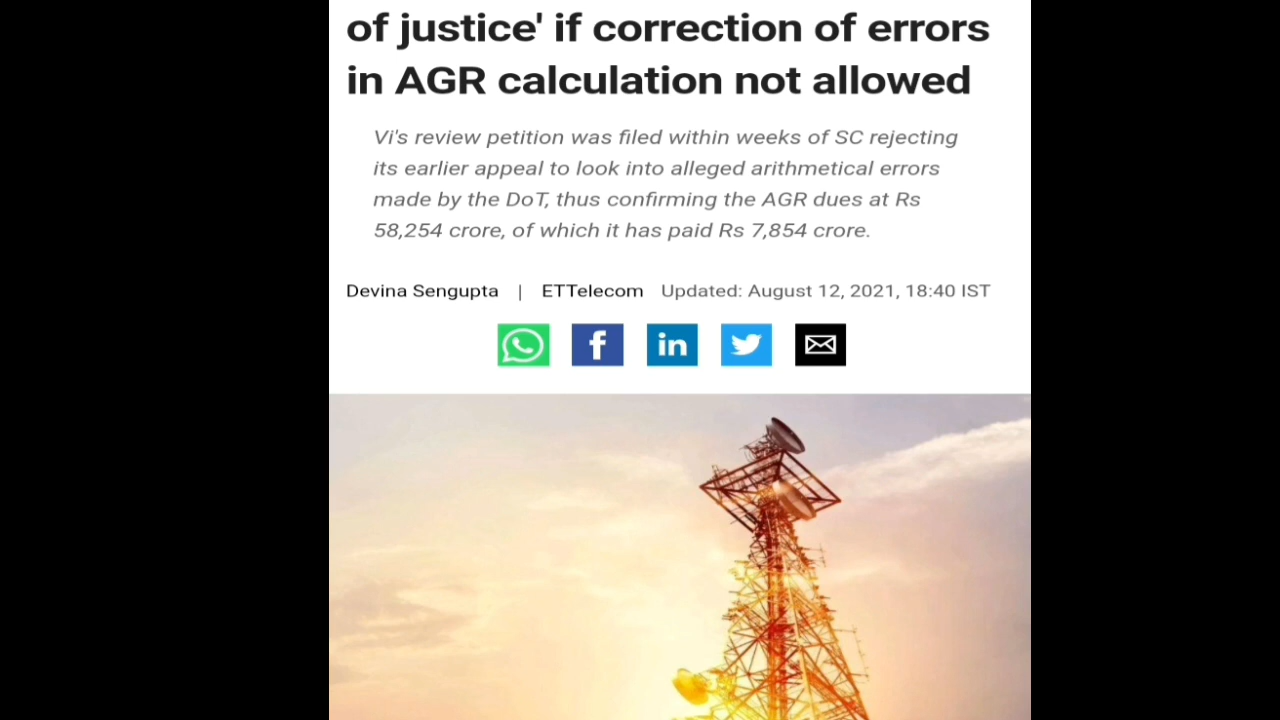 of justice' if correction of errors
in AGR calculation not allowed
Vi's review petition was filed within weeks of SC rejecting
its earlier appeal to look into alleged arithmetical errors
made by the DoT, thus confirming the AGR dues at Rs
58,254 crore, of which it has paid Rs 7,854 crore.
Devina Sengupta | ETTelecom Updated: August 12, 2021, 18:40 IST
f
in